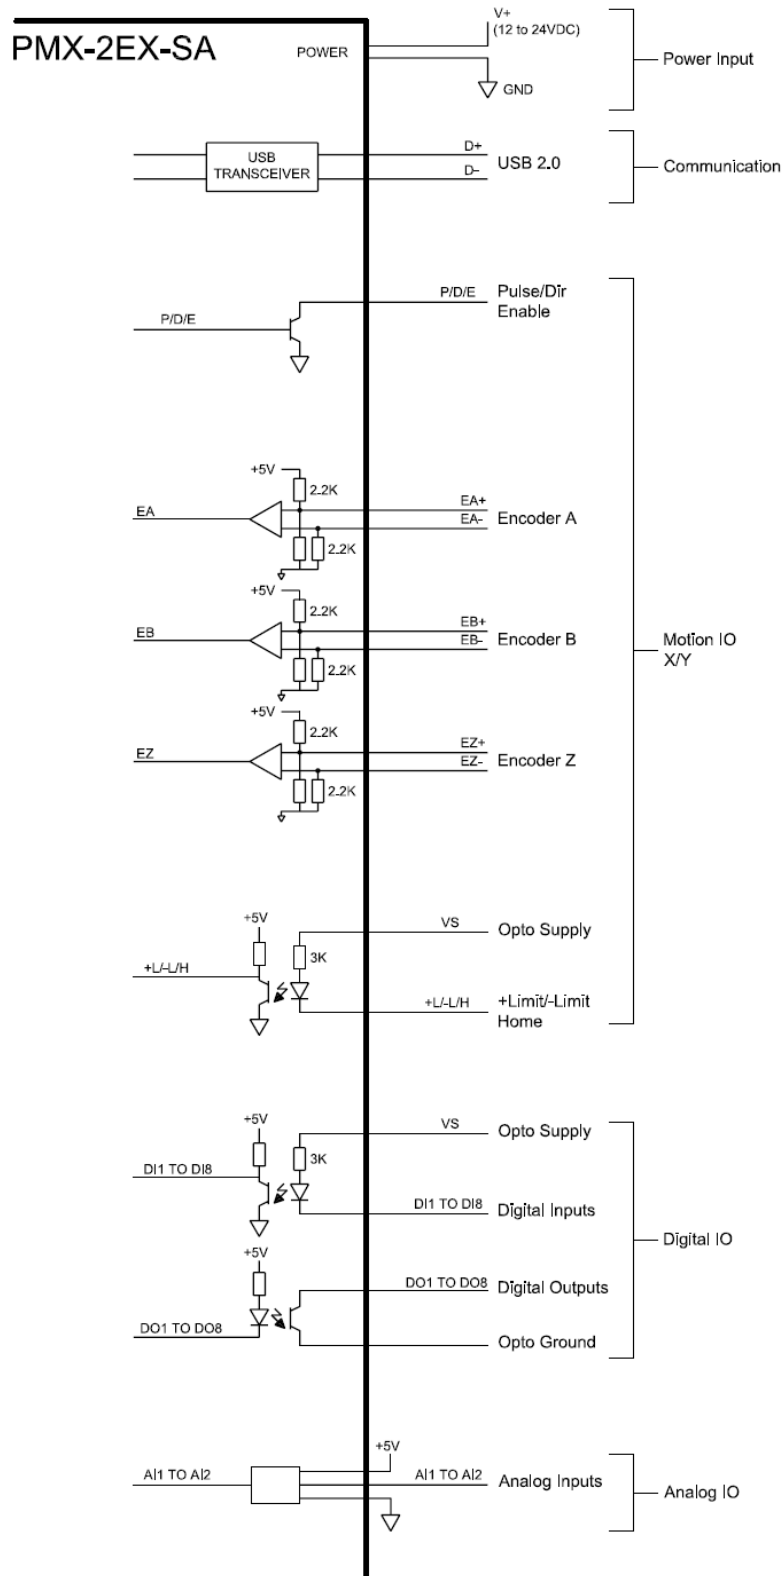 PMX-2EX-SA
POWER
V+
(12 to 24VDC)
GND
Power Input
USB
TRANSCEIVER
D+
D-
USB 2.0
Communication
P/D/E
P/D/E
Pulse/Dir
Enable
+5V
2.2K
EA
EA+
EA-
Encoder A
2.2K
+5V
2.2K
EB
EB+
EB-
Encoder B
2.2K
Motion IO
X/Y
+5V
2.2K
EZ
EZ+
EZ-
Encoder Z
2.2K
+5V
VS
Opto Supply
3K
+L/-L/H
+L/-L/H
+Limit/-Limit
Home
+5V
VS
Opto Supply
3K
DI1 TO DI8
DI1 TO DI8
Digital Inputs
Digital IO
+5V
DO1 TO DO8
Digital Outputs
DO1 TO DO8
Opto Ground
+5V
AI1 TO AI2
AI1 TO AI2
Analog Inputs
Analog IO